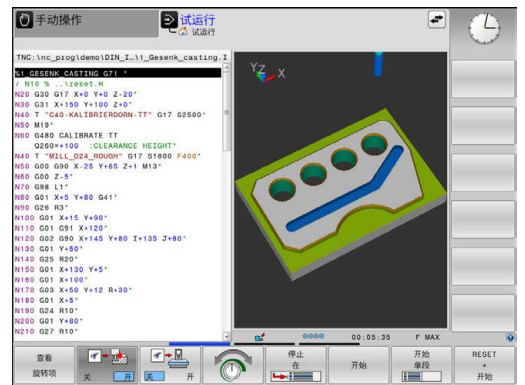 手动操作
试运行
试运行
TNC:\nc_prog\demo\DIN_I…\1_Gesenk_casting.I
%1_GESENK_CASTING G71 *
/ N10 % ..\reset.H
N20 G30 G17 X+0 Y+0 Z-20*
N30 G31 X+150 Y+100 Z+0*
N40 T "C40-KALIBRIERDORN-TT" G17 S2500*
N50 M19*
N60 G480 CALIBRATE TT
Q260=+100 ;CLEARANCE HEIGHT*
N40 T "MILL_D24_ROUGH" G17 S1800 F400*
N50 G00 G90 X-25 Y+65 Z+1 M13*
N60 G00 Z-5*
N70 G98 L1*
N80 G01 X+5 Y+80 G41*
N90 G26 R3*
N100 G01 X+15 Y+90*
N110 G01 G91 X+120*
N120 G02 G90 X+145 Y+80 I+135 J+80*
N130 G01 Y+50*
N140 G25 R20*
N150 G01 X+130 Y+5*
N160 G01 X+100*
N170 G03 X+50 Y+12 R+30*
N180 G01 X+5*
N190 G24 R10*
N200 G01 Y+80*
N210 G27 R10*
Y Z X
00:05:35 F MAX
查看
旋转项
关 开
关 开
停止
在
开始
开始
单段
RESET
+
开始